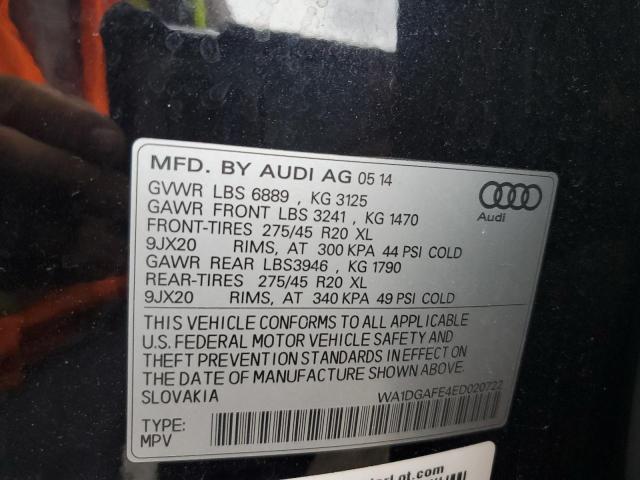 MFD. BY AUDI AG 05 14
GVWR LBS 6889 , KG 3125
GAWR FRONT LBS 3241 , KG 1470
FRONT-TIRES 275/45 R20 XL
9JX20 RIMS, AT 300 KPA 44 PSI COLD
GAWR REAR LBS3946 , KG 1790
REAR-TIRES 275/45 R20 XL
9JX20 RIMS, AT 340 KPA 49 PSI COLD
Audi
THIS VEHICLE CONFORMS TO ALL APPLICABLE
U.S. FEDERAL MOTOR VEHICLE SAFETY AND
THEFT PREVENTION STANDARDS IN EFFECT ON
THE DATE OF MANUFACTURE SHOWN ABOVE.
SLOVAKIA WA1DGAFE4ED020722
TYPE:
MPV
Lot.com